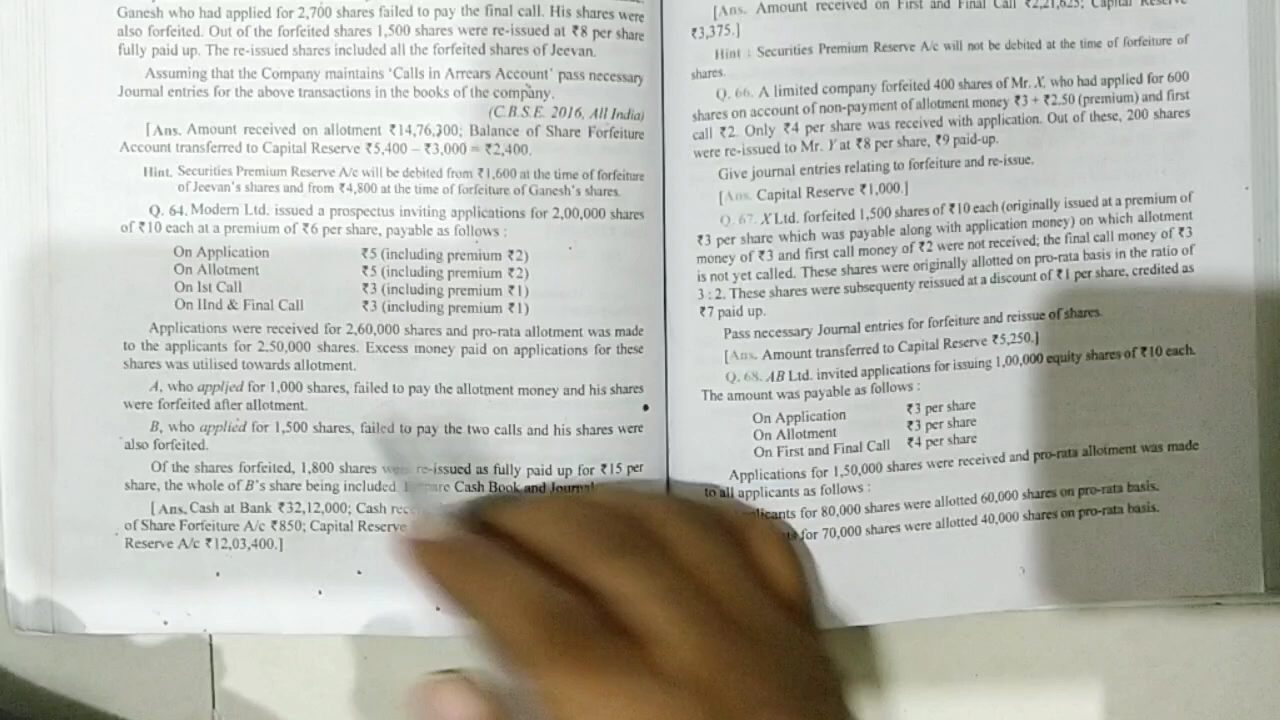 Ganesh who had applied for 2,700 shares failed to pay the final call. His shares were
also forfeited. Out of the forfeited shares 1,500 shares were re-issued at ₹8 per share
fully paid up. The re-issued shares included all the forfeited shares of Jeevan.
Assuming that the Company maintains 'Calls in Arrears Account' pass necessary
Journal entries for the above transactions in the books of the company.
(C.B.S.E. 2016, All India)
[Ans. Amount received on allotment ₹14,76,300; Balance of Share Forfeiture
Account transferred to Capital Reserve ₹5,400 – ₹3,000 = ₹2,400.
Hint. Securities Premium Reserve A/c will be debited from ₹1,600 at the time of forfeiture
of Jeevan's shares and from ₹4,800 at the time of forfeiture of Ganesh's shares.
Q. 64. Modern Ltd. issued a prospectus inviting applications for 2,00,000 shares
of ₹10 each at a premium of ₹6 per share, payable as follows :
On Application ₹5 (including premium ₹2)
On Allotment ₹5 (including premium ₹2)
On Ist Call ₹3 (including premium ₹1)
On IInd & Final Call ₹3 (including premium ₹1)
Applications were received for 2,60,000 shares and pro-rata allotment was made
to the applicants for 2,50,000 shares. Excess money paid on applications for these
shares was utilised towards allotment.
A, who applied for 1,000 shares, failed to pay the allotment money and his shares
were forfeited after allotment.
B, who applied for 1,500 shares, failed to pay the two calls and his shares were
also forfeited.
Of the shares forfeited, 1,800 shares were re-issued as fully paid up for ₹15 per
share, the whole of B's share being included. Cash Book and Journal
[Ans. Cash at Bank ₹32,12,000; Cash
of Share Forfeiture A/c ₹850; Capital Reserve
Reserve A/c ₹12,03,400.]
[Ans. Amount received on First and Final Call ₹2,21,625; Capital Reserve
₹3,375.]
Hint : Securities Premium Reserve A/c will not be debited at the time of forfeiture of
shares.
Q. 66. A limited company forfeited 400 shares of Mr. X, who had applied for 600
shares on account of non-payment of allotment money ₹3 + ₹2.50 (premium) and first
call ₹2. Only ₹4 per share was received with application. Out of these, 200 shares
were re-issued to Mr. Y at ₹8 per share, ₹9 paid-up.
Give journal entries relating to forfeiture and re-issue.
[Ans. Capital Reserve ₹1,000.]
Q. 67. X Ltd. forfeited 1,500 shares of ₹10 each (originally issued at a premium of
₹3 per share which was payable along with application money) on which allotment
money of ₹3 and first call money of ₹2 were not received; the final call money of ₹3
is not yet called. These shares were originally allotted on pro-rata basis in the ratio of
3 : 2. These shares were subsequenty reissued at a discount of ₹1 per share, credited as
₹7 paid up.
Pass necessary Journal entries for forfeiture and reissue of shares.
[Ans. Amount transferred to Capital Reserve ₹5,250.]
Q. 68. AB Ltd. invited applications for issuing 1,00,000 equity shares of ₹10 each.
The amount was payable as follows :
On Application ₹3 per share
On Allotment ₹3 per share
On First and Final Call ₹4 per share
Applications for 1,50,000 shares were received and pro-rata allotment was made
to all applicants as follows :
for 80,000 shares were allotted 60,000 shares on pro-rata basis.
for 70,000 shares were allotted 40,000 shares on pro-rata basis.